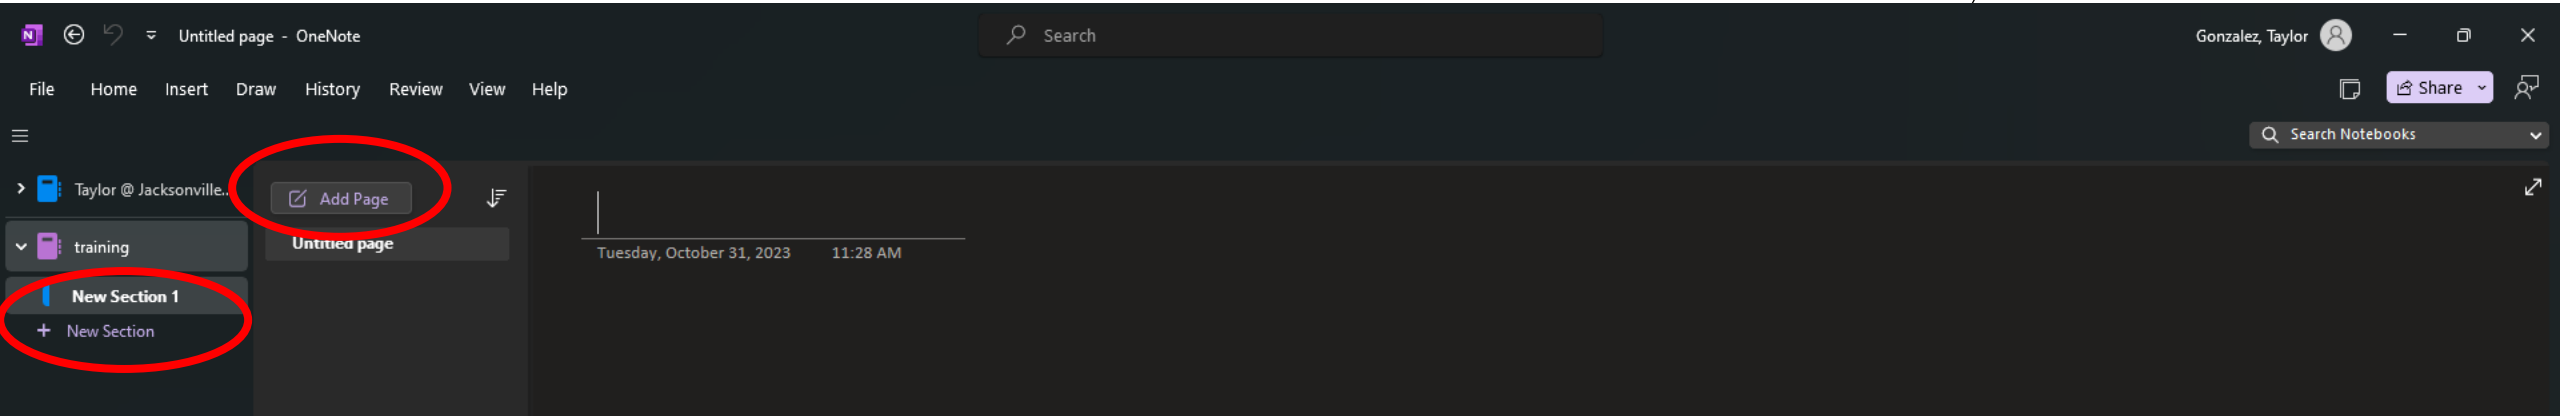 Untitled page - OneNote
Search
Gonzalez, Taylor
File Home Insert Draw History Review View Help
Share
Search Notebooks
Taylor @ Jacksonville...
Add Page
training
Untitled page
Tuesday, October 31, 2023 11:28 AM
New Section 1
+ New Section